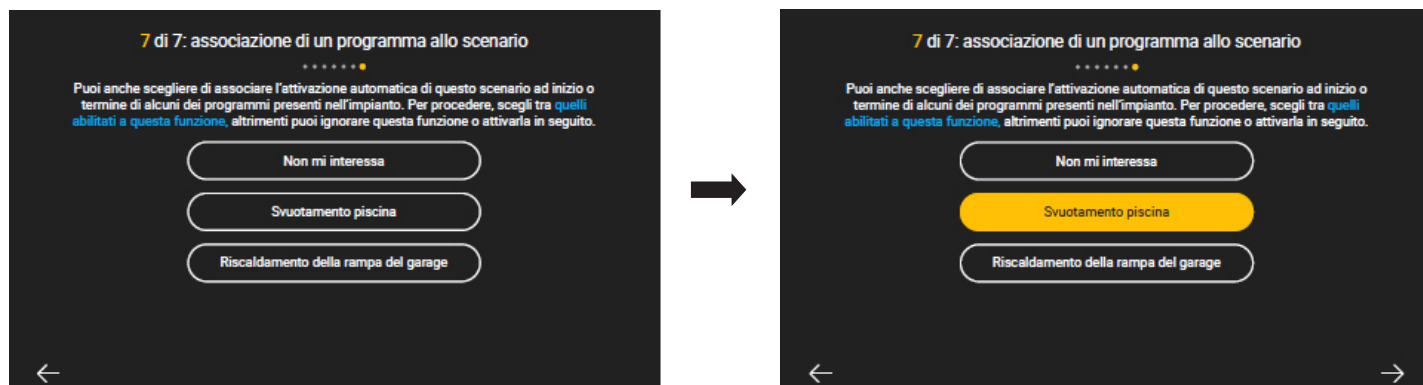 7 di 7: associazione di un programma allo scenario
Puoi anche scegliere di associare l'attivazione automatica di questo scenario ad inizio o
termine di alcuni dei programmi presenti nell'impianto. Per procedere, scegli tra quelli
abilitati a questa funzione, altrimenti puoi ignorare questa funzione o attivarla in seguito.
Non mi interessa
Svuotamento piscina
Riscaldamento della rampa del garage
7 di 7: associazione di un programma allo scenario
Puoi anche scegliere di associare l'attivazione automatica di questo scenario ad inizio o
termine di alcuni dei programmi presenti nell'impianto. Per procedere, scegli tra quelli
abilitati a questa funzione, altrimenti puoi ignorare questa funzione o attivarla in seguito.
Non mi interessa
Svuotamento piscina
Riscaldamento della rampa del garage